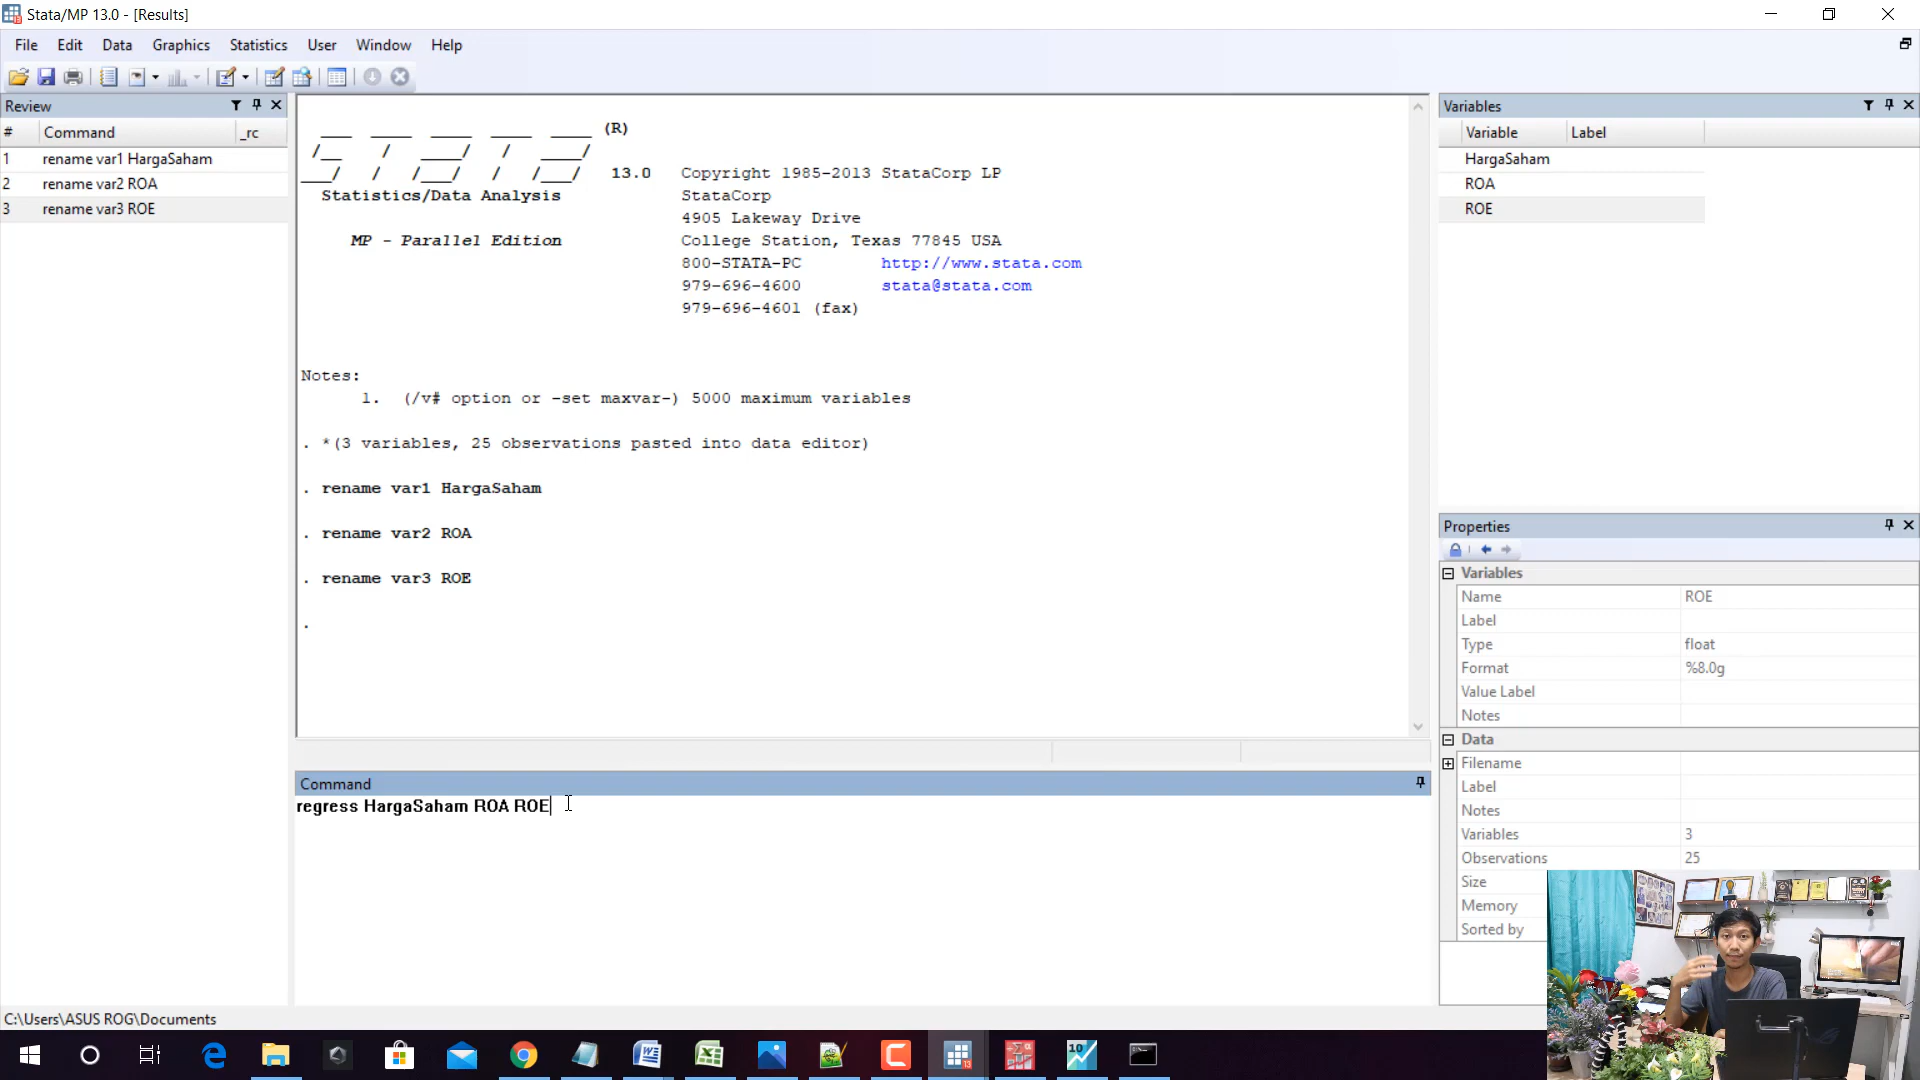 Stata/MP 13.0 - [Results]
File Edit Data Graphics Statistics User Window Help
Review
# Command _rc
1 rename var1 HargaSaham
2 rename var2 ROA
3 rename var3 ROE
(R)
STATA
13.0 Copyright 1985-2013 StataCorp LP
Statistics/Data Analysis StataCorp
4905 Lakeway Drive
MP - Parallel Edition College Station, Texas 77845 USA
800-STATA-PC http://www.stata.com
979-696-4600 stata@stata.com
979-696-4601 (fax)
Notes:
1. (/v# option or -set maxvar-) 5000 maximum variables
. *(3 variables, 25 observations pasted into data editor)
. rename var1 HargaSaham
. rename var2 ROA
. rename var3 ROE
.
Command
regress HargaSaham ROA ROE
Variables
Variable Label
HargaSaham
ROA
ROE
Properties
Variables
Name ROE
Label
Type float
Format %8.0g
Value Label
Notes
Data
Filename
Label
Notes
Variables 3
Observations 25
Size
Memory
Sorted by
C:\Users\ASUS ROG\Documents